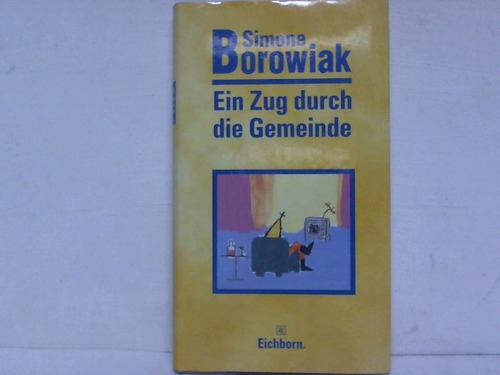 Simone
Borowiak
Ein Zug durch
die Gemeinde
Eichborn.